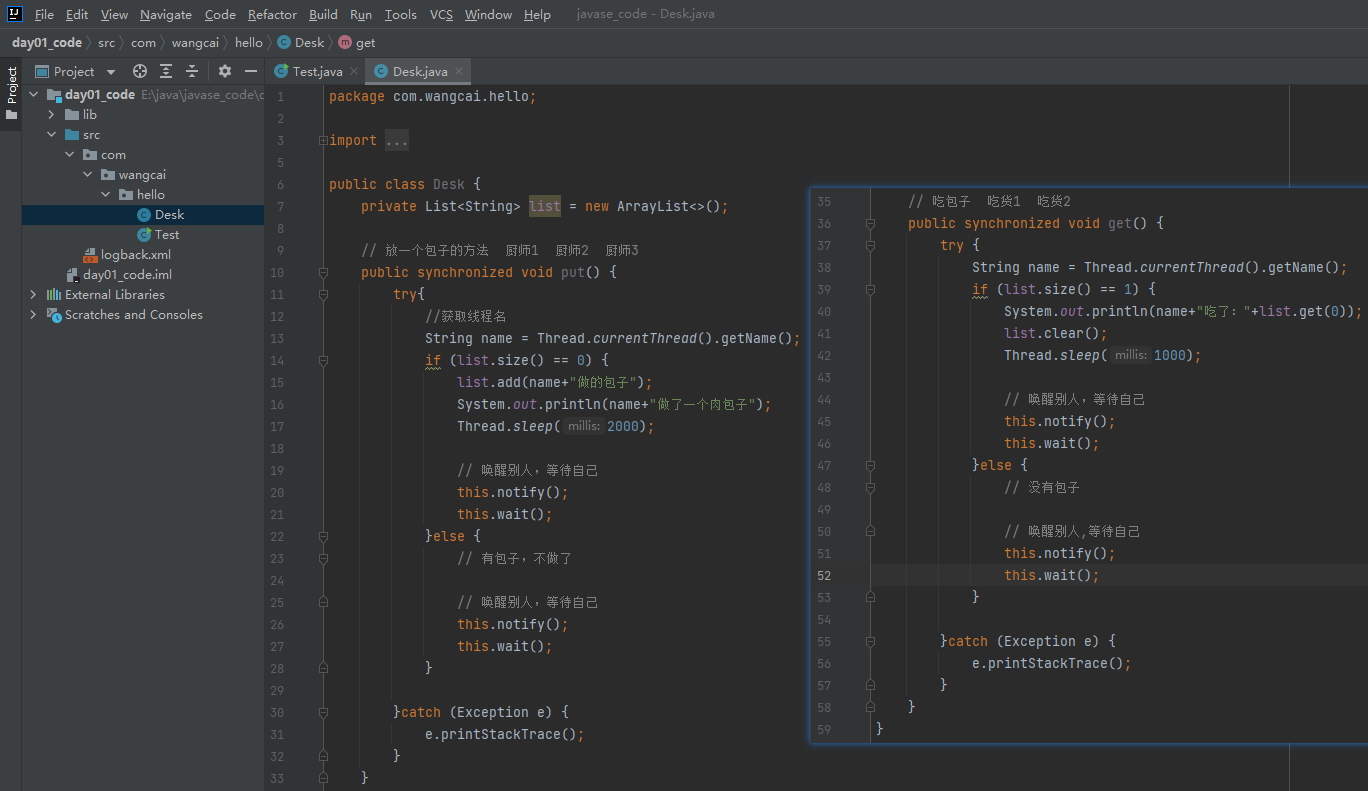 File Edit View Navigate Code Refactor Build Run Tools VCS Window Help javase_code - Desk.java
day01_code src com wangcai hello Desk get
Project
Project
day01_code E:\java\javase_code\
lib
src
com
wangcai
hello
Desk
Test
logback.xml
day01_code.iml
External Libraries
Scratches and Consoles
Test.java Desk.java
1 package com.wangcai.hello;
2
3 import ...
5
6 public class Desk {
7 private List<String> list = new ArrayList<>();
8
9 // 放一个包子的方法 厨师1 厨师2 厨师3
10 public synchronized void put() {
11 try{
12 //获取线程名
13 String name = Thread.currentThread().getName();
14 if (list.size() == 0) {
15 list.add(name+"做的包子");
16 System.out.println(name+"做了一个肉包子");
17 Thread.sleep( millis: 2000);
18
19 // 唤醒别人，等待自己
20 this.notify();
21 this.wait();
22 }else {
23 // 有包子，不做了
24
25 // 唤醒别人，等待自己
26 this.notify();
27 this.wait();
28 }
29
30 }catch (Exception e) {
31 e.printStackTrace();
32 }
33 }
35 // 吃包子 吃货1 吃货2
36 public synchronized void get() {
37 try {
38 String name = Thread.currentThread().getName();
39 if (list.size() == 1) {
40 System.out.println(name+"吃了："+list.get(0));
41 list.clear();
42 Thread.sleep( millis: 1000);
43
44 // 唤醒别人，等待自己
45 this.notify();
46 this.wait();
47 }else {
48 // 没有包子
49
50 // 唤醒别人,等待自己
51 this.notify();
52 this.wait();
53 }
54
55 }catch (Exception e) {
56 e.printStackTrace();
57 }
58 }
59 }